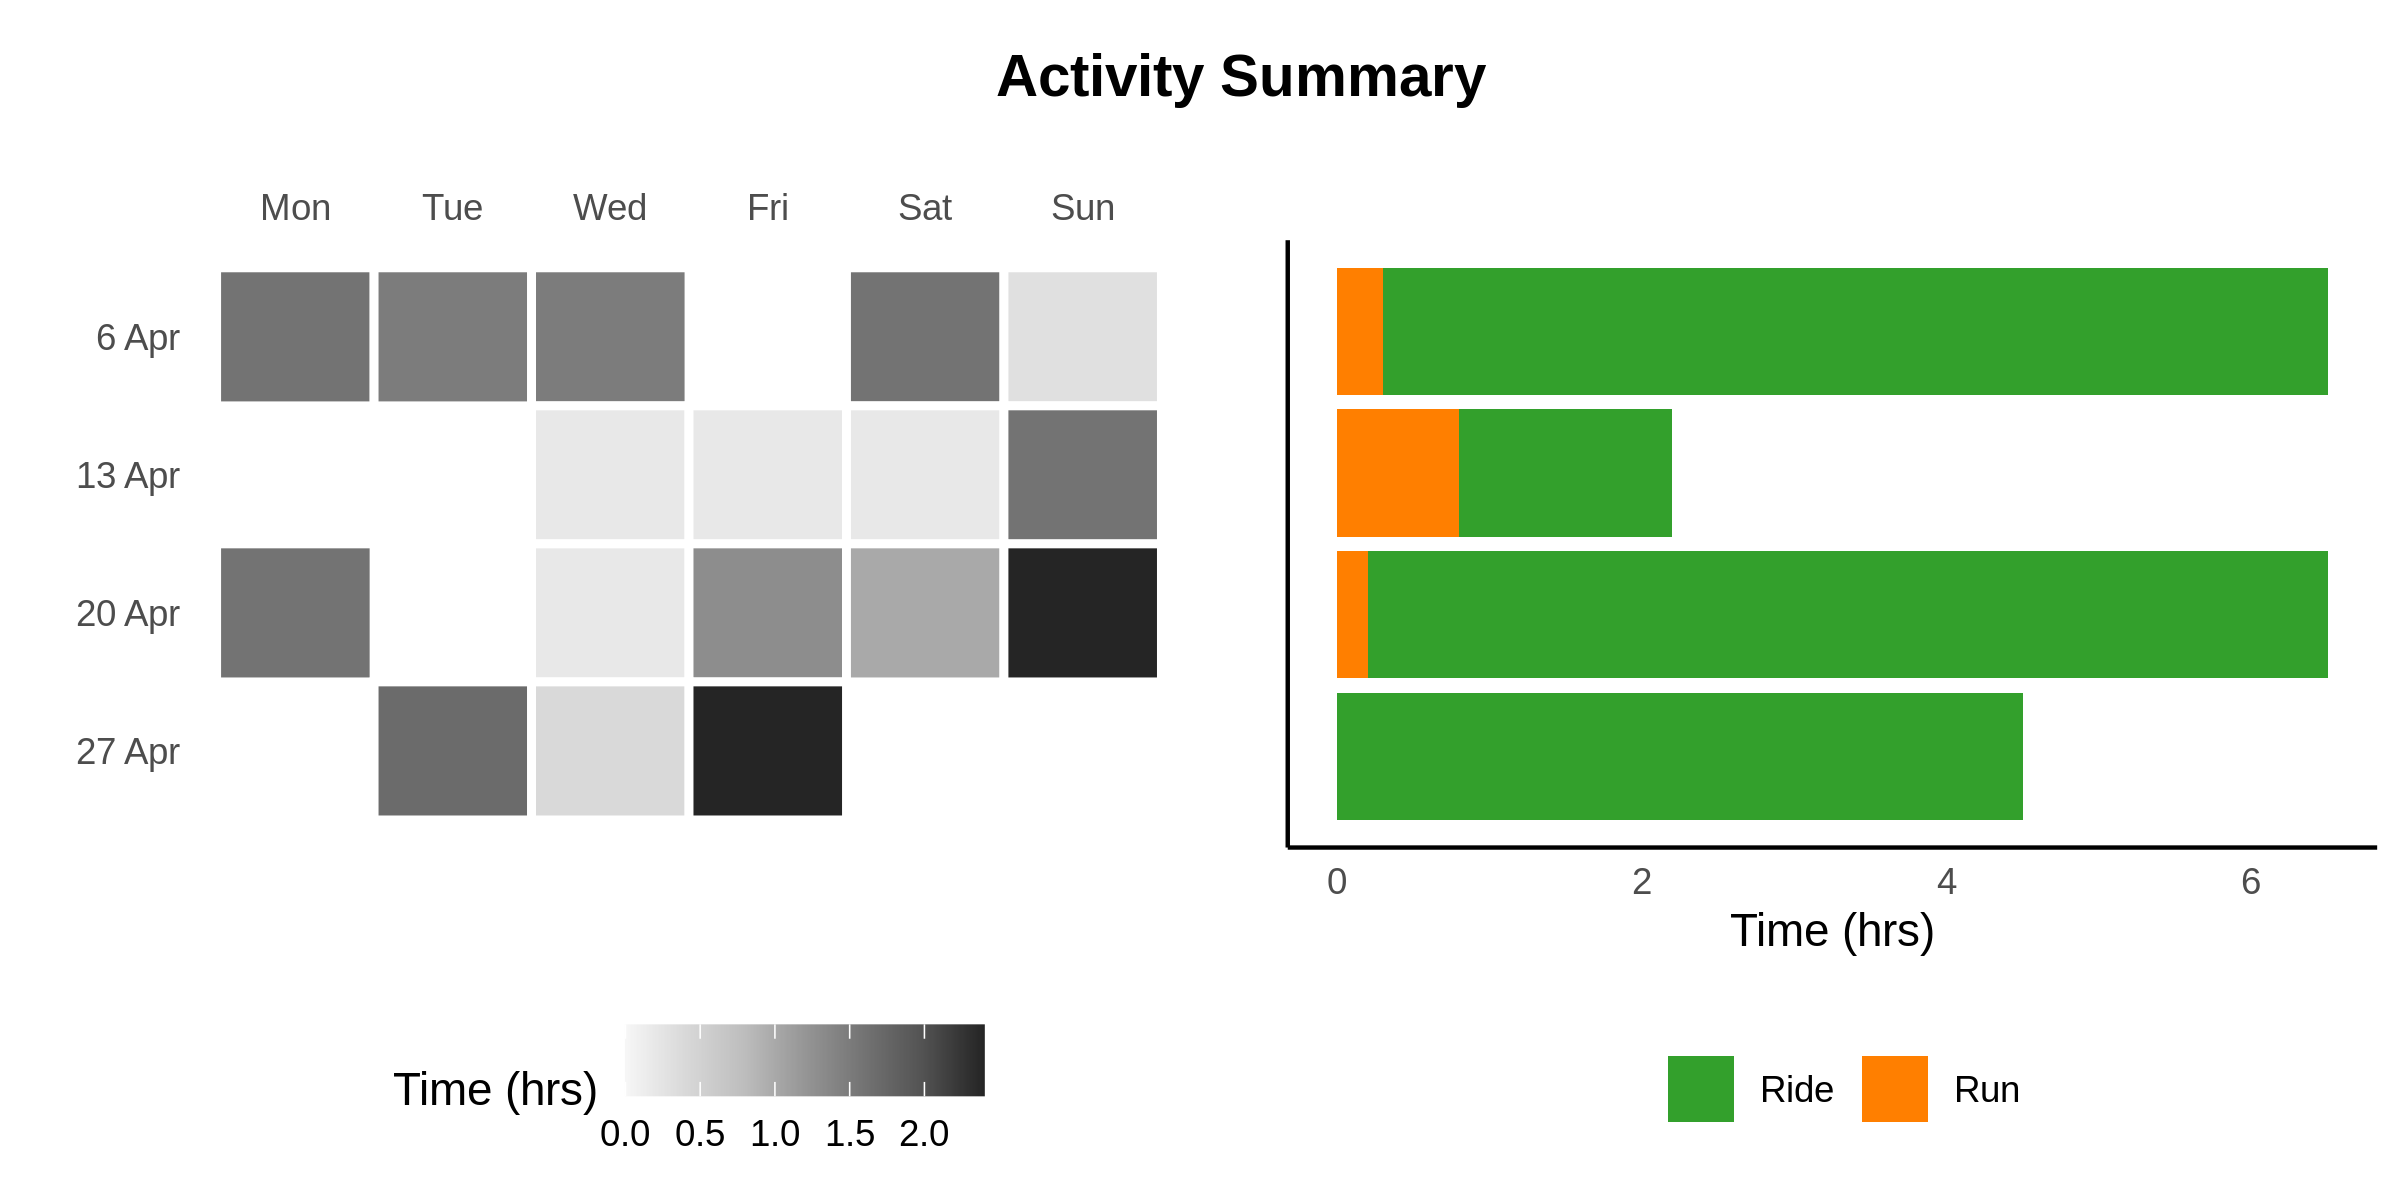 Activity Summary
Mon Tue Wed Fri Sat Sun
6 Apr
13 Apr
20 Apr
27 Apr
0 2 4 6
Time (hrs)
Time (hrs)
0.0 0.5 1.0 1.5 2.0
Ride Run